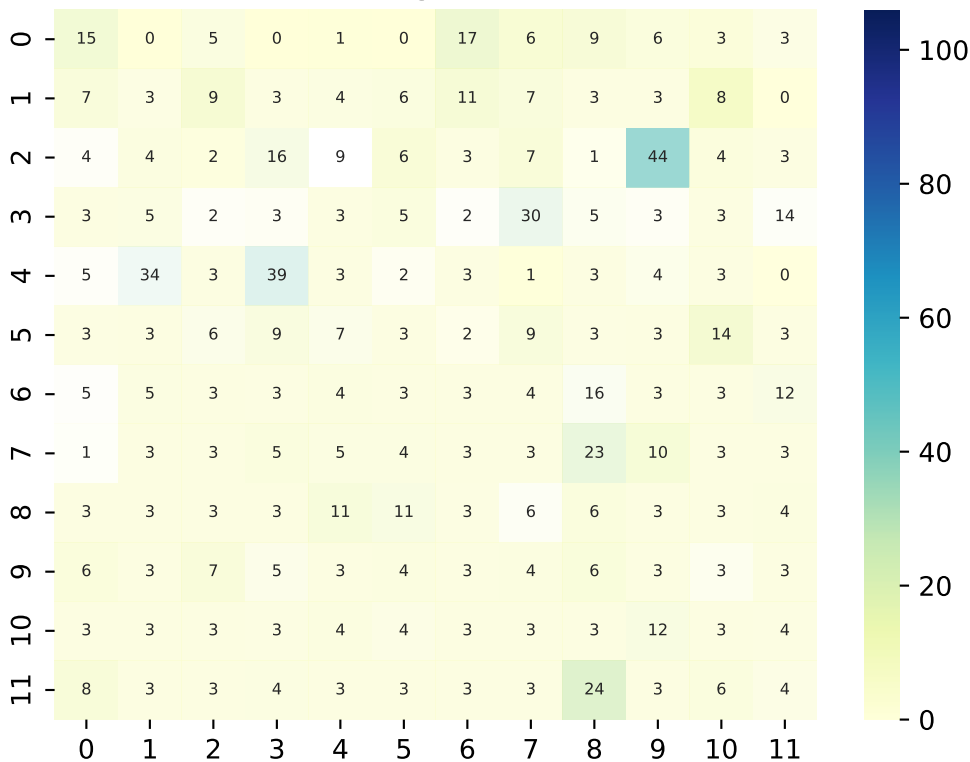 0 15 0 5 0 1 0 17 6 9 6 3 3
1 7 3 9 3 4 6 11 7 3 3 8 0
2 4 4 2 16 9 6 3 7 1 44 4 3
3 3 5 2 3 3 5 2 30 5 3 3 14
4 5 34 3 39 3 2 3 1 3 4 3 0
5 3 3 6 9 7 3 2 9 3 3 14 3
6 5 5 3 3 4 3 3 4 16 3 3 12
7 1 3 3 5 5 4 3 3 23 10 3 3
8 3 3 3 3 11 11 3 6 6 3 3 4
9 6 3 7 5 3 4 3 4 6 3 3 3
10 3 3 3 3 4 4 3 3 3 12 3 4
11 8 3 3 4 3 3 3 3 24 3 6 4
0 1 2 3 4 5 6 7 8 9 10 11
100
80
60
40
20
0